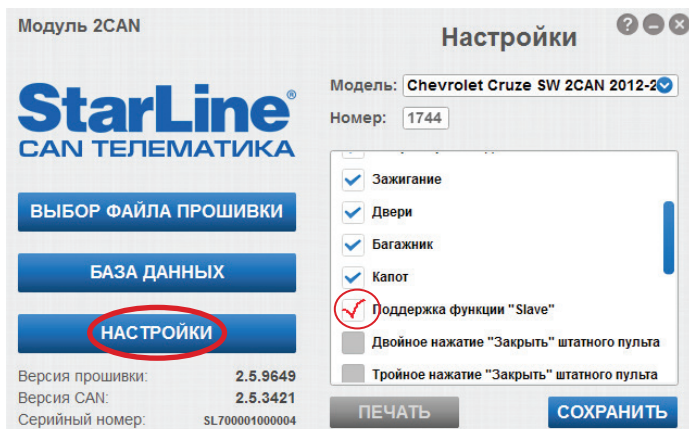 Модуль 2CAN
Настройки
StarLine®
CAN ТЕЛЕМАТИКА
ВЫБОР ФАЙЛА ПРОШИВКИ
БАЗА ДАННЫХ
НАСТРОЙКИ
Версия прошивки: 2.5.9649
Версия CAN: 2.5.3421
Серийный номер: SL700001000004
Модель: Chevrolet Cruze SW 2CAN 2012-2
Номер: 1744
Зажигание
Двери
Багажник
Капот
Поддержка функции "Slave"
Двойное нажатие "Закрыть" штатного пульта
Тройное нажатие "Закрыть" штатного пульта
ПЕЧАТЬ
СОХРАНИТЬ